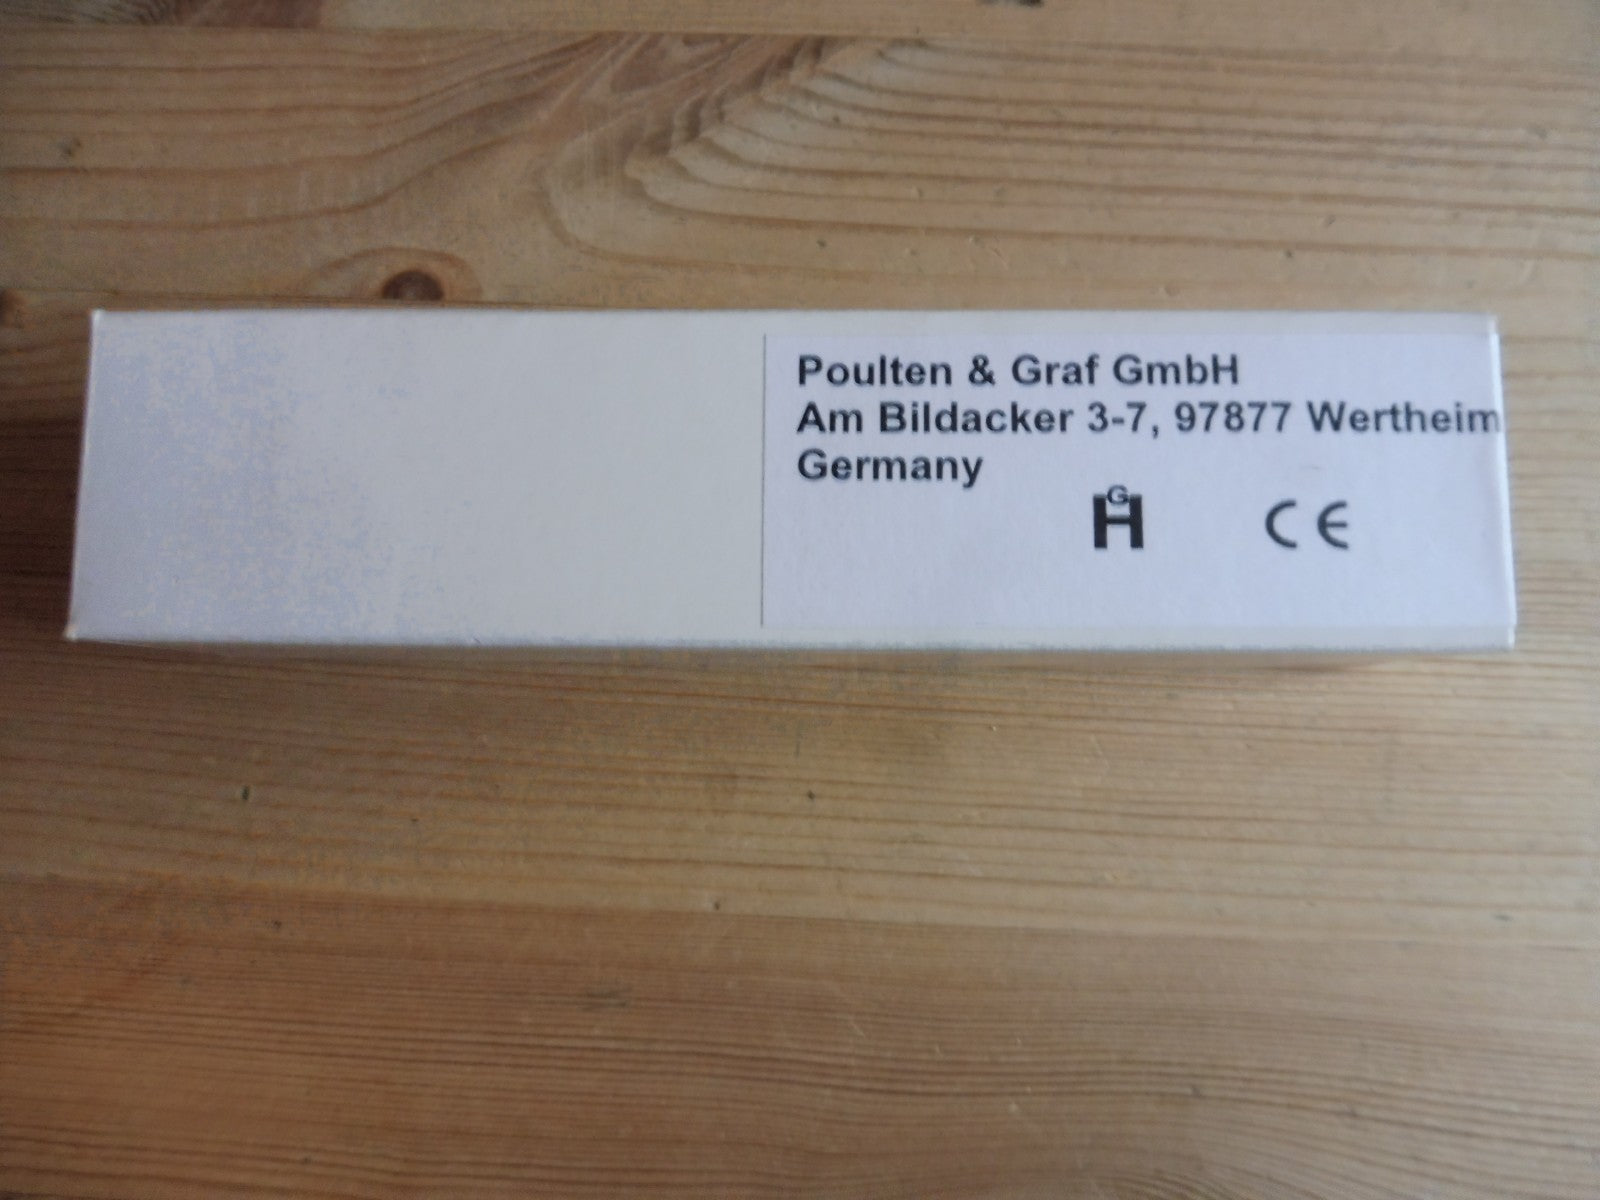 Poulten & Graf GmbH
Am Bildacker 3-7, 97877 Wertheim
Germany
G
H
CE